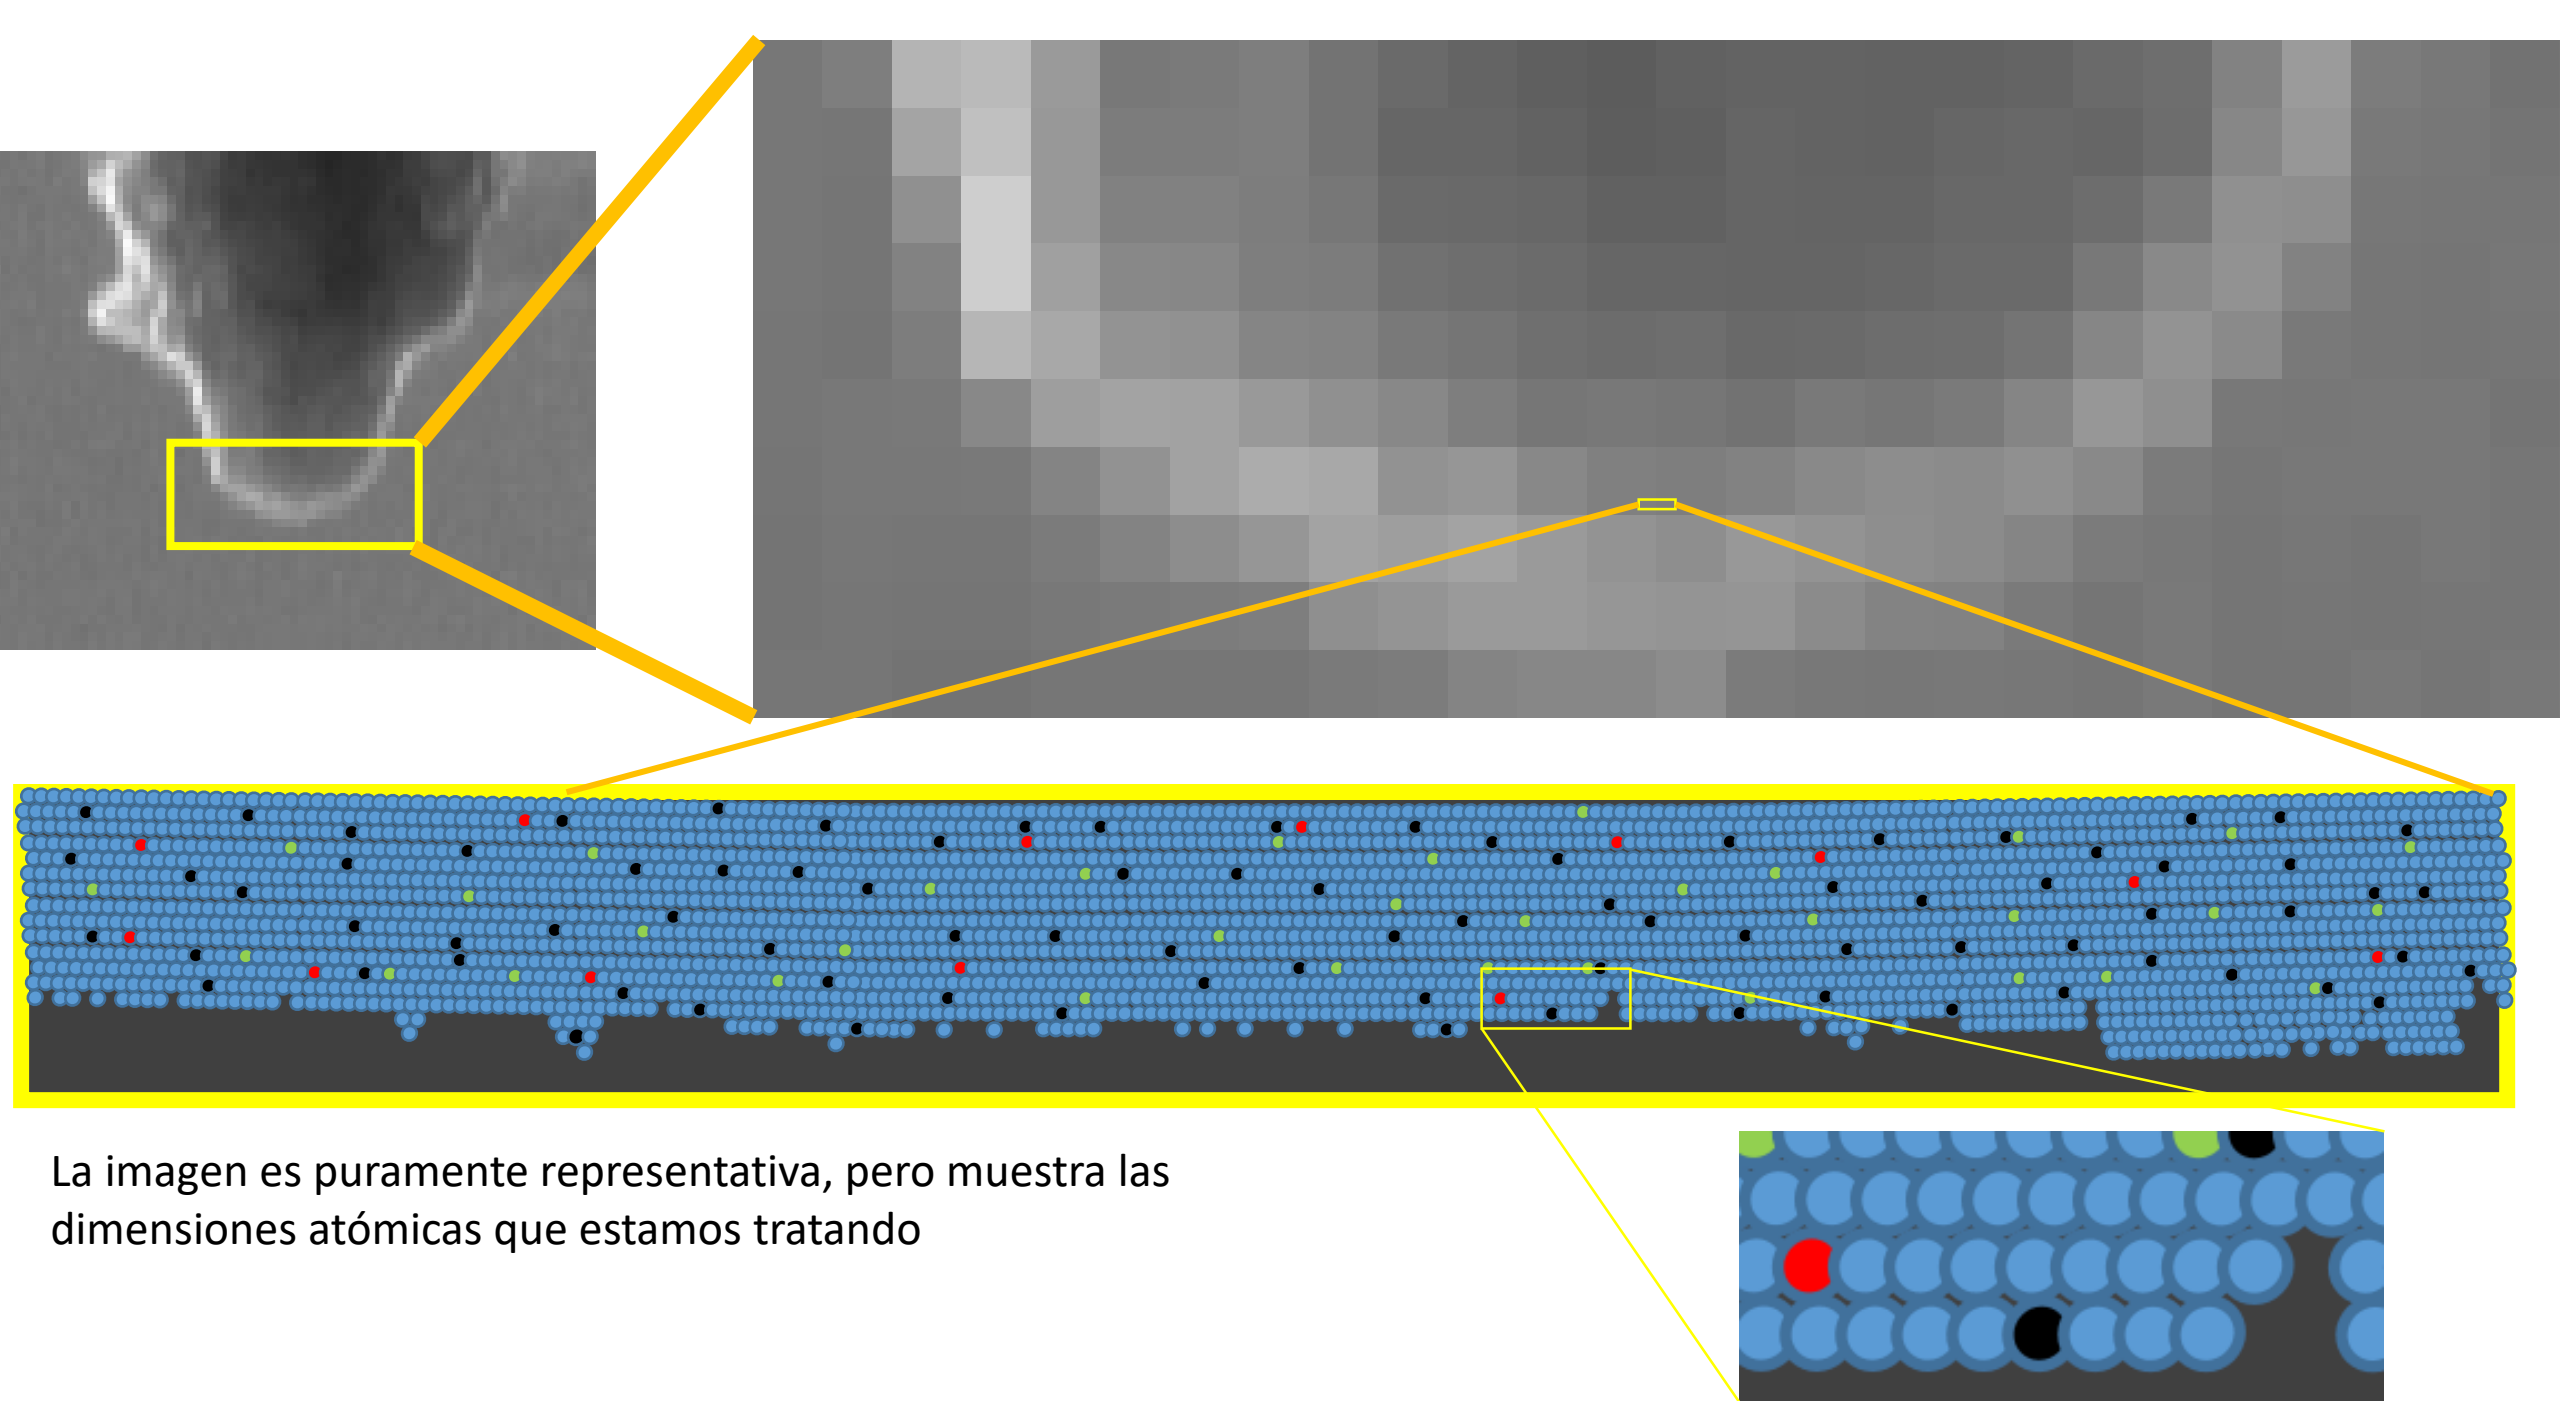 La imagen es puramente representativa, pero muestra las
dimensiones atómicas que estamos tratando